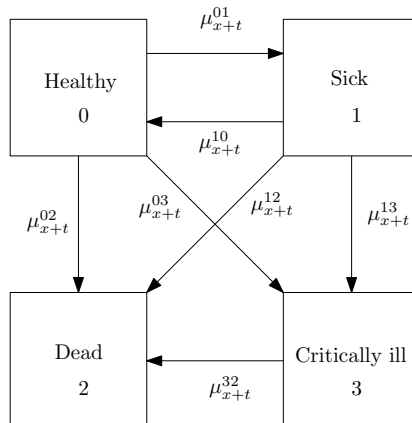 μ^{01}_{x+t}
Healthy
0
Sick
1
μ^{10}_{x+t}
μ^{02}_{x+t}
μ^{03}_{x+t}
μ^{12}_{x+t}
μ^{13}_{x+t}
Dead
2
Critically ill
3
μ^{32}_{x+t}